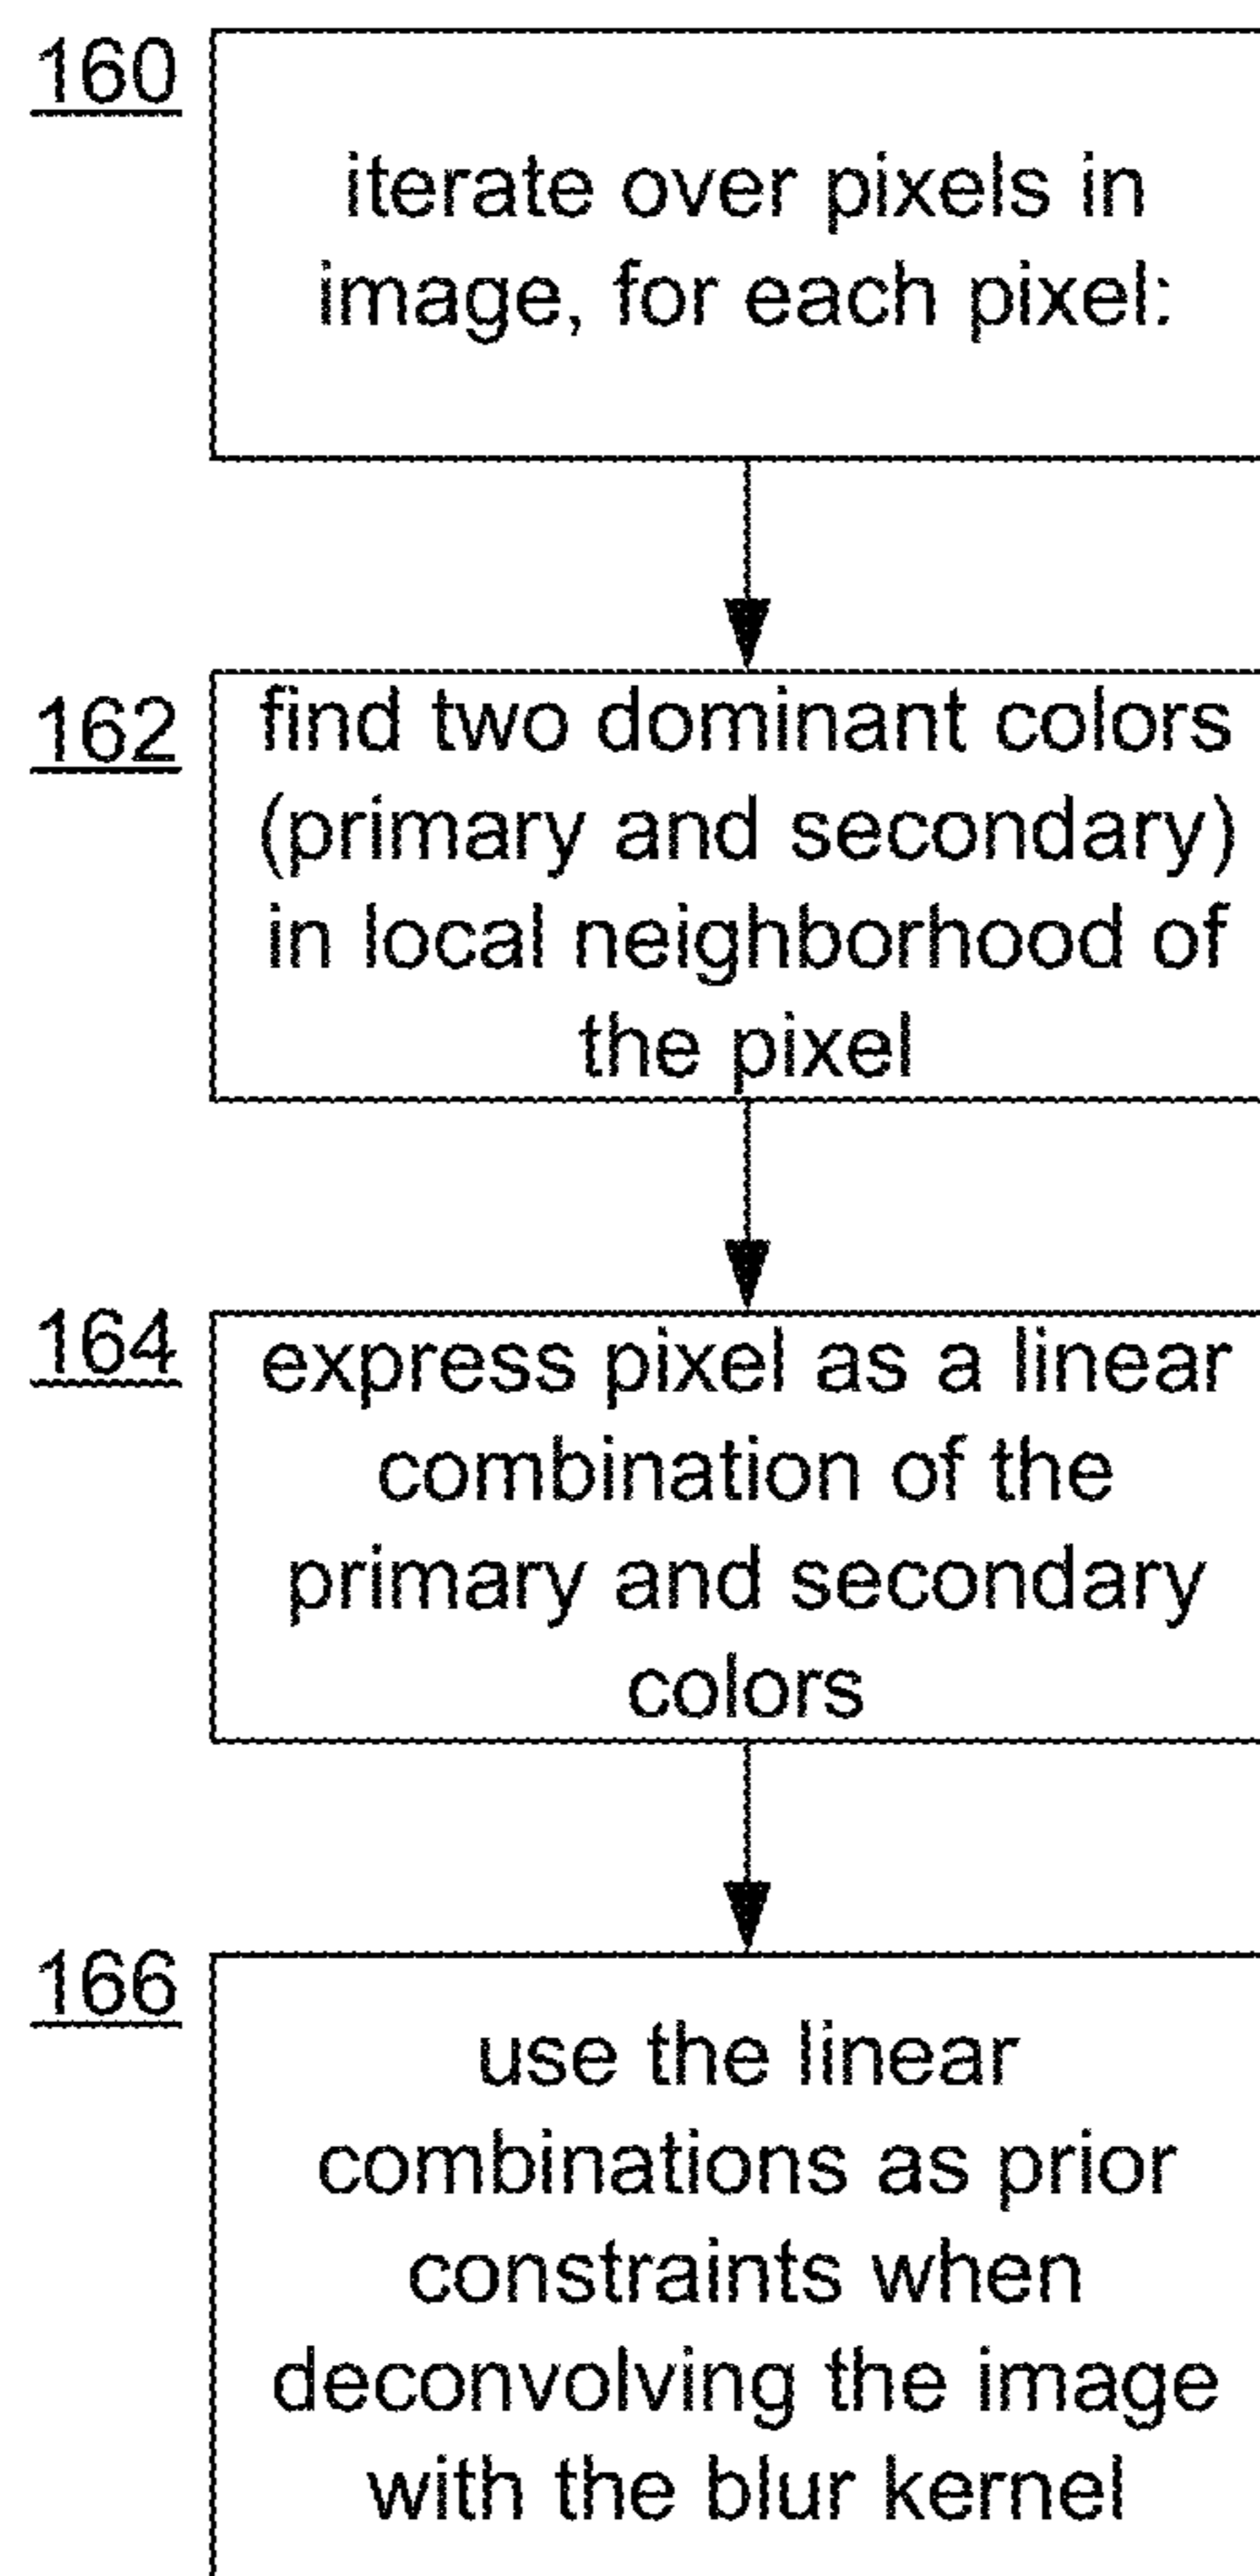 160
iterate over pixels in
image, for each pixel:
162
find two dominant colors
(primary and secondary)
in local neighborhood of
the pixel
164
express pixel as a linear
combination of the
primary and secondary
colors
166
use the linear
combinations as prior
constraints when
deconvolving the image
with the blur kernel